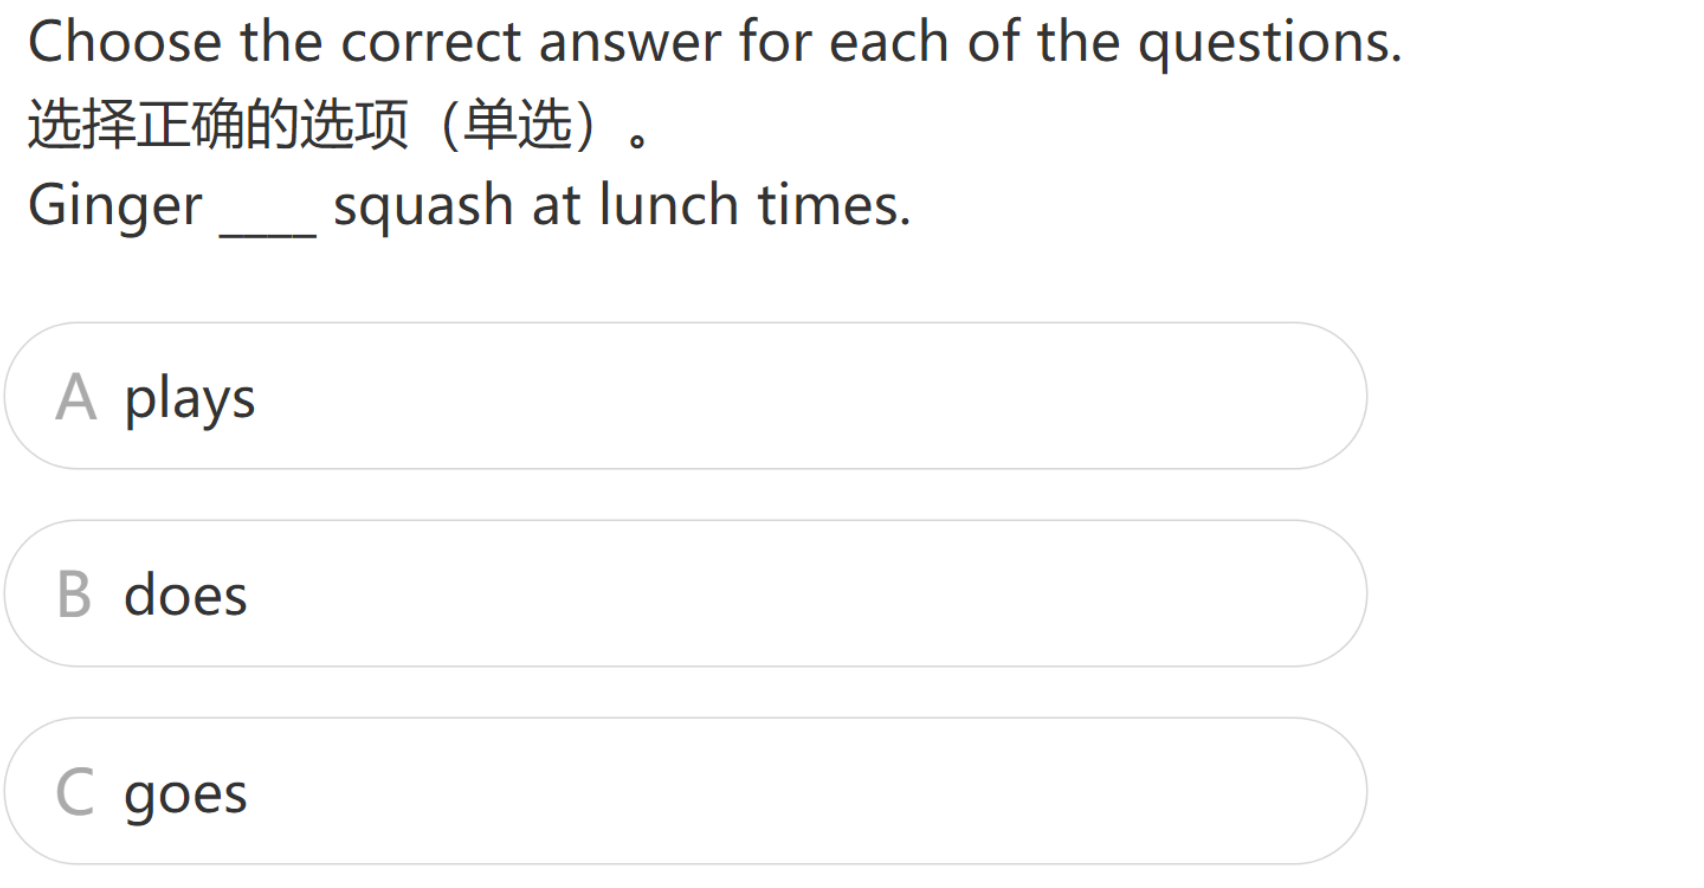 Choose the correct answer for each of the questions.
选择正确的选项（单选）。
Ginger ____ squash at lunch times.
A plays
B does
C goes